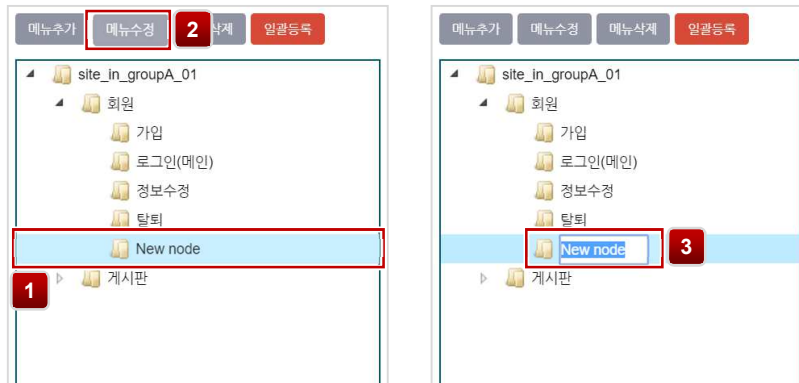 메뉴추가 메뉴수정 2 삭제 일괄등록
site_in_groupA_01
회원
가입
로그인(메인)
정보수정
탈퇴
New node
1 게시판
메뉴추가 메뉴수정 메뉴삭제 일괄등록
site_in_groupA_01
회원
가입
로그인(메인)
정보수정
탈퇴
New node 3
게시판